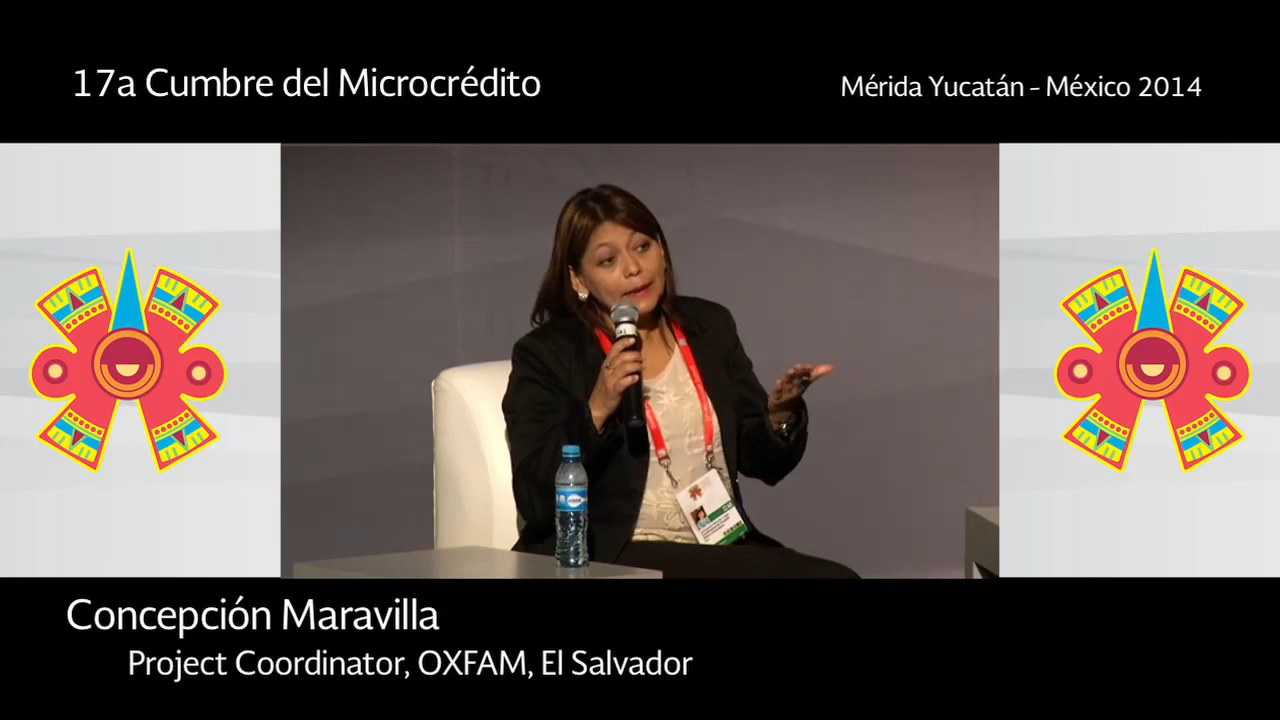 17a Cumbre del Microcrédito
Mérida Yucatán - México 2014
Concepción Maravilla
Project Coordinator, OXFAM, El Salvador